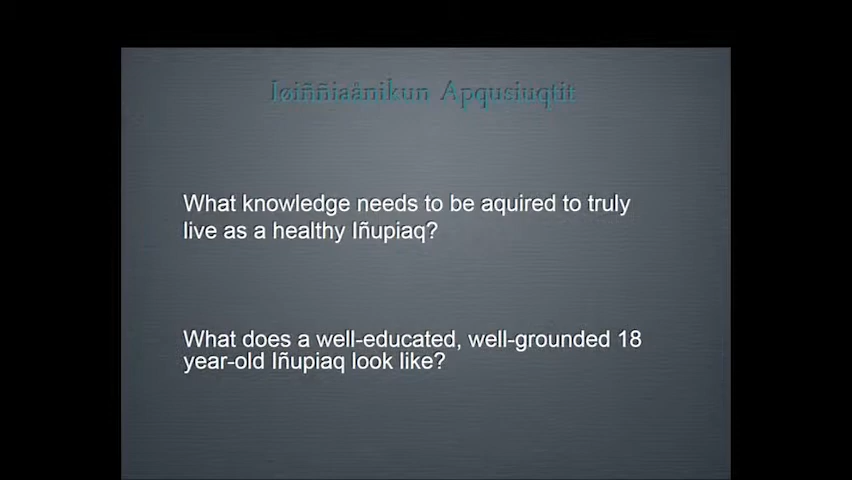 Iøiññiaånikun Apqusiuqtit
What knowledge needs to be aquired to truly
live as a healthy Iñupiaq?
What does a well-educated, well-grounded 18
year-old Iñupiaq look like?